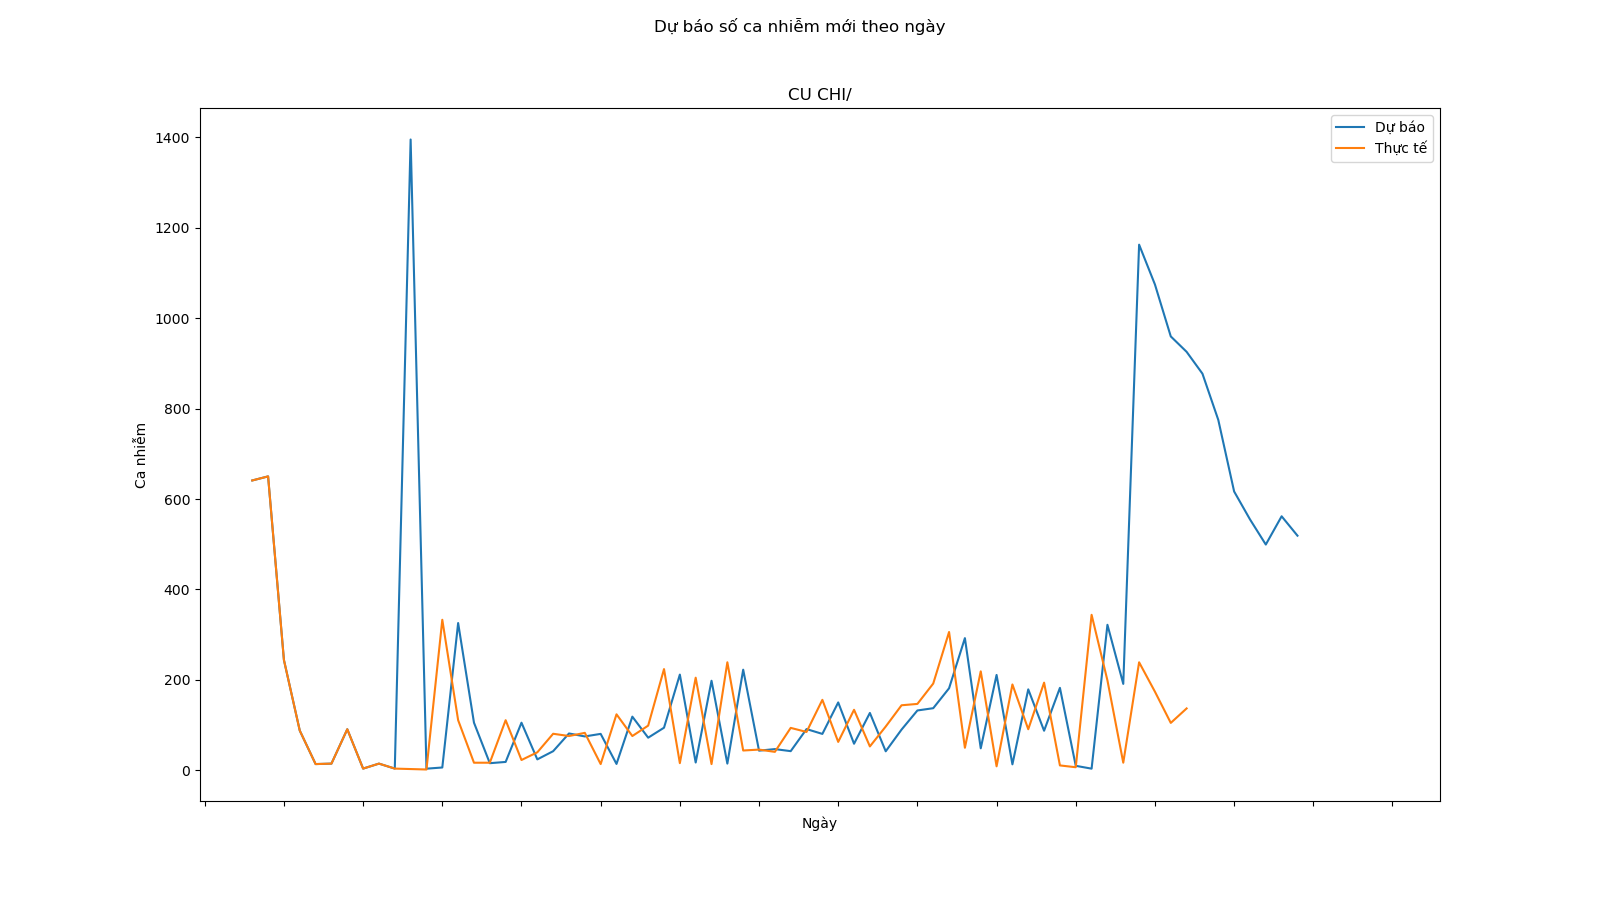 Dự báo số ca nhiễm mới theo ngày
CU CHI/
Dự báo
Thực tế
1400
1200
1000
800
600
400
200
0
Ca nhiễm
Ngày